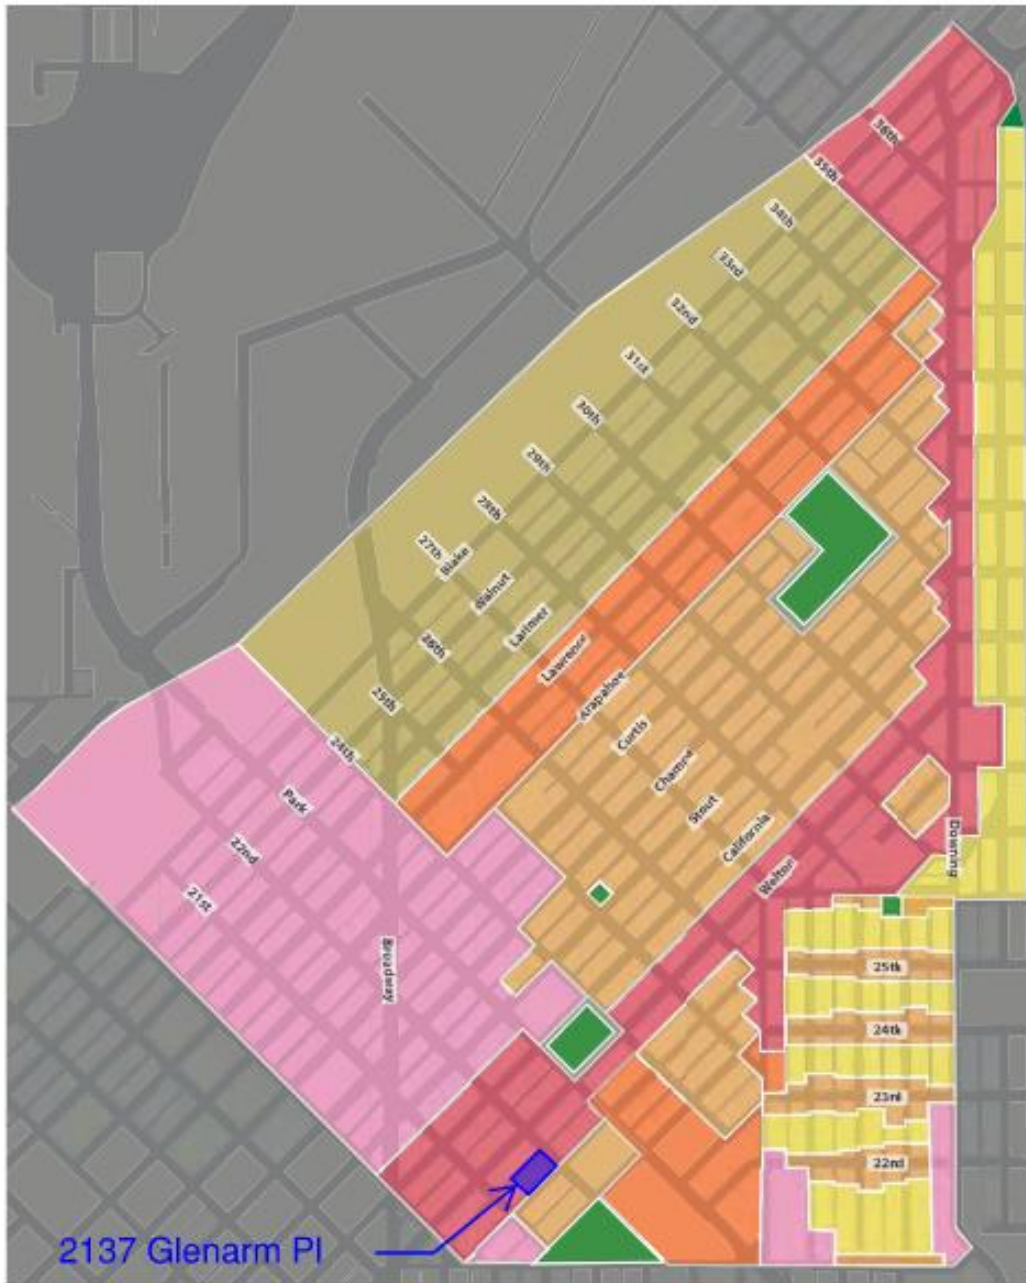 36th
35th
34th
33rd
32nd
31st
30th
29th
28th
27th
Blake
Walnut
Larimer
26th
Lawrence
25th
Arapahoe
Curtis
24th
Champa
Stout
Park
California
22nd
Welton
Downing
21st
Broadway
25th
24th
23rd
22nd
2137 Glenarm Pl